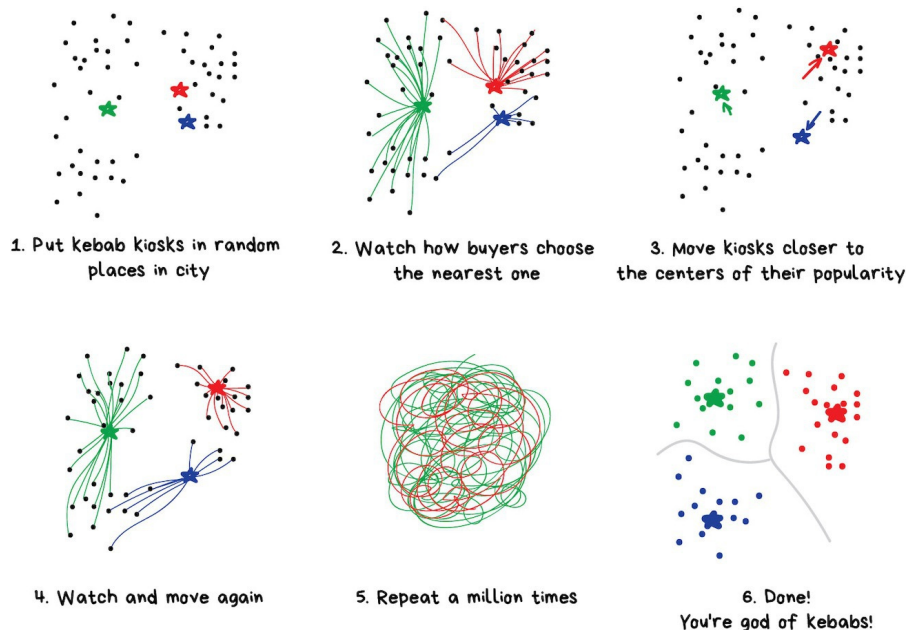 1. Put kebab kiosks in random
places in city
2. Watch how buyers choose
the nearest one
3. Move kiosks closer to
the centers of their popularity
4. Watch and move again
5. Repeat a million times
6. Done!
You're god of kebabs!